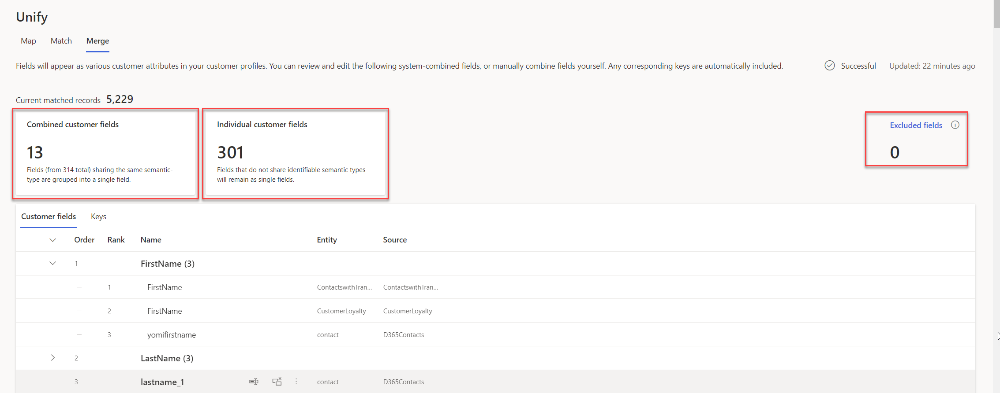 Unify
Map Match Merge
Fields will appear as various customer attributes in your customer profiles. You can review and edit the following system-combined fields, or manually combine fields yourself. Any corresponding keys are automatically included.
Successful Updated: 22 minutes ago
Current matched records 5,229
Combined customer fields
13
Fields (from 314 total) sharing the same semantic-
type are grouped into a single field.
Individual customer fields
301
Fields that do not share identifiable semantic types
will remain as single fields.
Excluded fields
0
Customer fields Keys
Order Rank Name Entity Source
1 FirstName (3)
1 FirstName ContactswithTran... ContactswithTran...
2 FirstName CustomerLoyalty CustomerLoyalty
3 yomifirstname contact D365Contacts
2 LastName (3)
3 lastname_1 contact D365Contacts